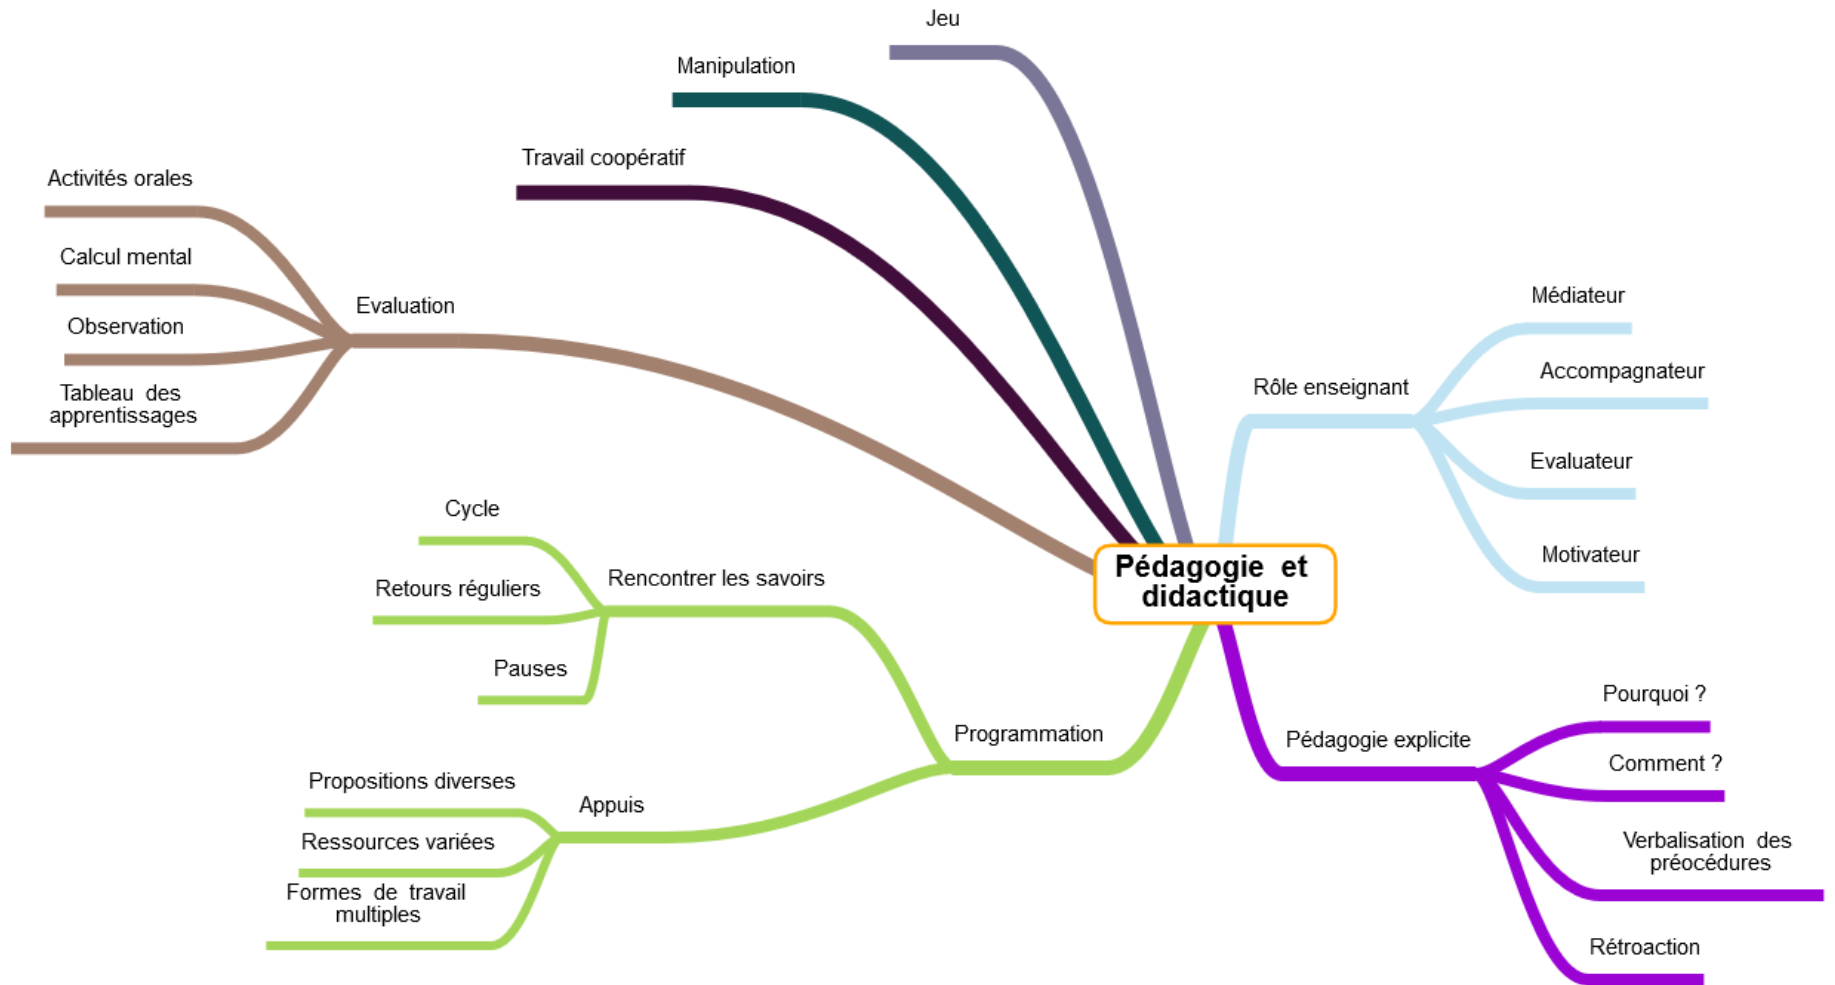 Jeu
Manipulation
Travail coopératif
Activités orales
Calcul mental
Observation
Tableau des
apprentissages
Evaluation
Cycle
Retours réguliers
Pauses
Rencontrer les savoirs
Propositions diverses
Ressources variées
Formes de travail
multiples
Appuis
Programmation
Pédagogie et
didactique
Rôle enseignant
Médiateur
Accompagnateur
Evaluateur
Motivateur
Pédagogie explicite
Pourquoi ?
Comment ?
Verbalisation des
préocédures
Rétroaction